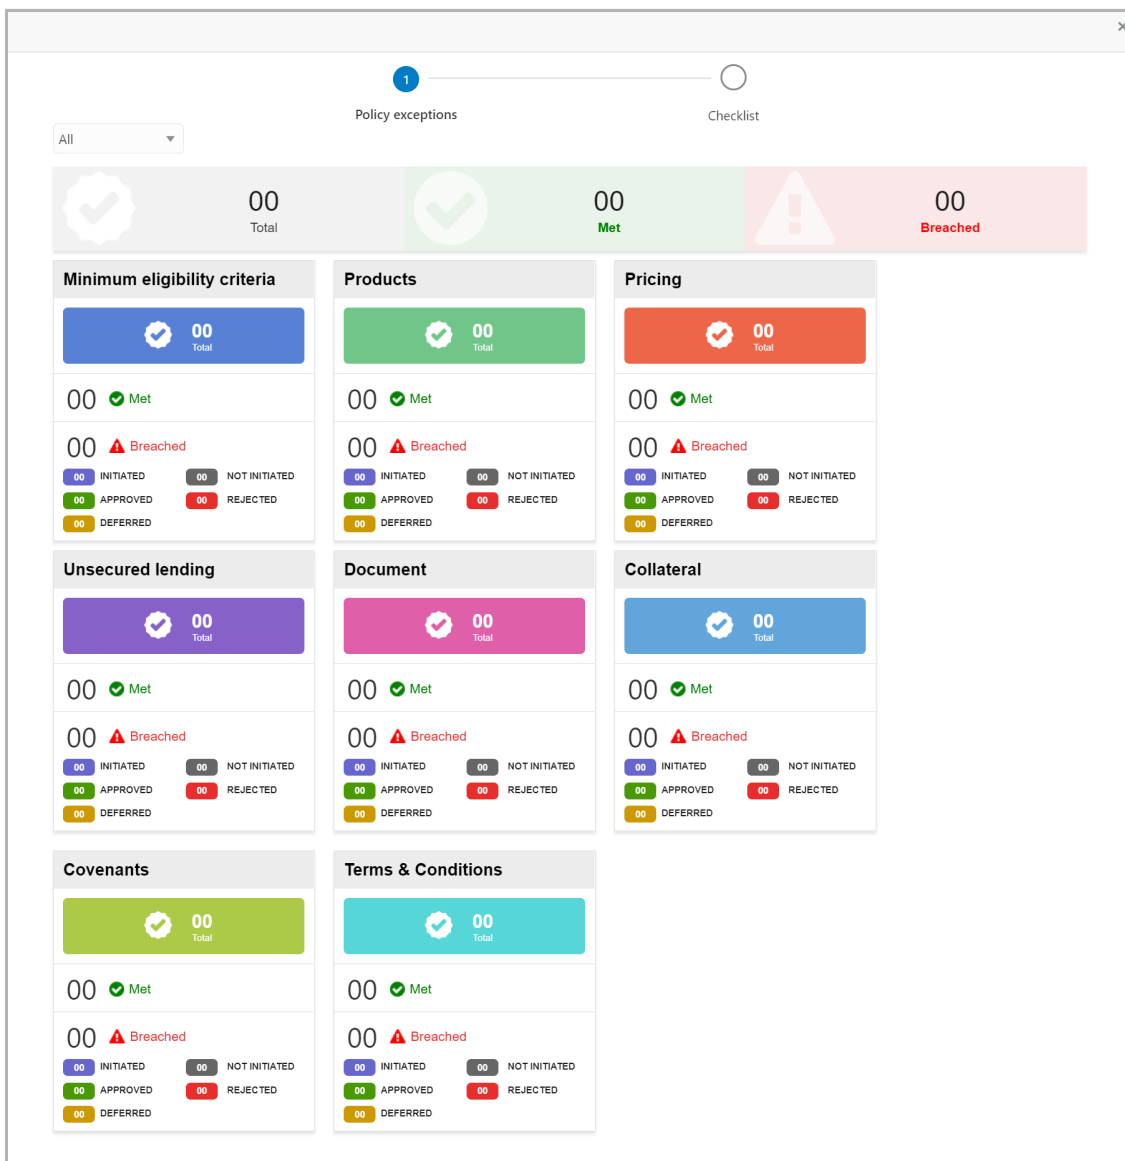 ×
1
Policy exceptions
Checklist
All
00
Total
00
Met
00
Breached
Minimum eligibility criteria
00
Total
00 Met
00 Breached
00 INITIATED 00 NOT INITIATED
00 APPROVED 00 REJECTED
00 DEFERRED
Products
00
Total
00 Met
00 Breached
00 INITIATED 00 NOT INITIATED
00 APPROVED 00 REJECTED
00 DEFERRED
Pricing
00
Total
00 Met
00 Breached
00 INITIATED 00 NOT INITIATED
00 APPROVED 00 REJECTED
00 DEFERRED
Unsecured lending
00
Total
00 Met
00 Breached
00 INITIATED 00 NOT INITIATED
00 APPROVED 00 REJECTED
00 DEFERRED
Document
00
Total
00 Met
00 Breached
00 INITIATED 00 NOT INITIATED
00 APPROVED 00 REJECTED
00 DEFERRED
Collateral
00
Total
00 Met
00 Breached
00 INITIATED 00 NOT INITIATED
00 APPROVED 00 REJECTED
00 DEFERRED
Covenants
00
Total
00 Met
00 Breached
00 INITIATED 00 NOT INITIATED
00 APPROVED 00 REJECTED
00 DEFERRED
Terms & Conditions
00
Total
00 Met
00 Breached
00 INITIATED 00 NOT INITIATED
00 APPROVED 00 REJECTED
00 DEFERRED